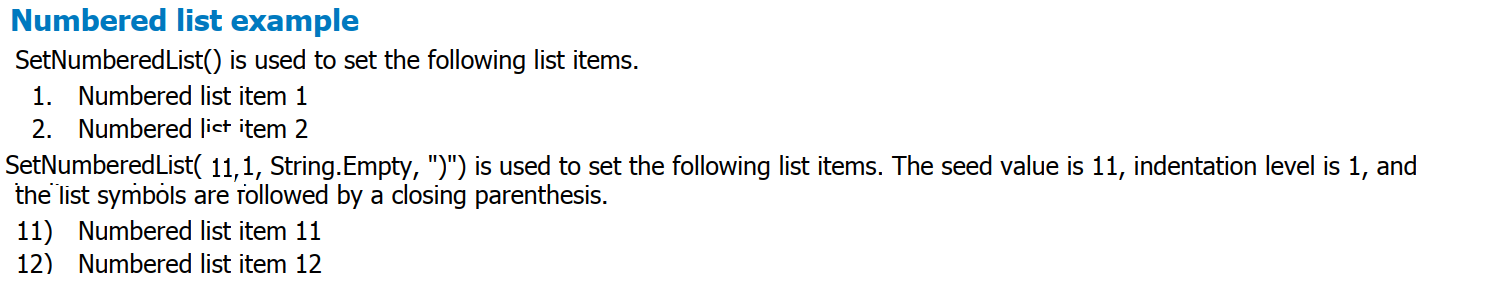 Numbered list example
SetNumberedList() is used to set the following list items.
1. Numbered list item 1
2. Numbered list item 2
SetNumberedList( 11,1, String.Empty, ")") is used to set the following list items. The seed value is 11, indentation level is 1, and
the list symbols are followed by a closing parenthesis.
11) Numbered list item 11
12) Numbered list item 12